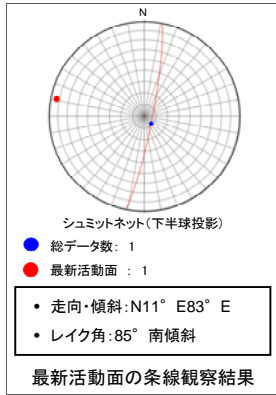 N
シュミットネット(下半球投影)
総データ数: 1
最新活動面 : 1
• 走向・傾斜:N11° E83° E
• レイク角:85° 南傾斜
最新活動面の条線観察結果